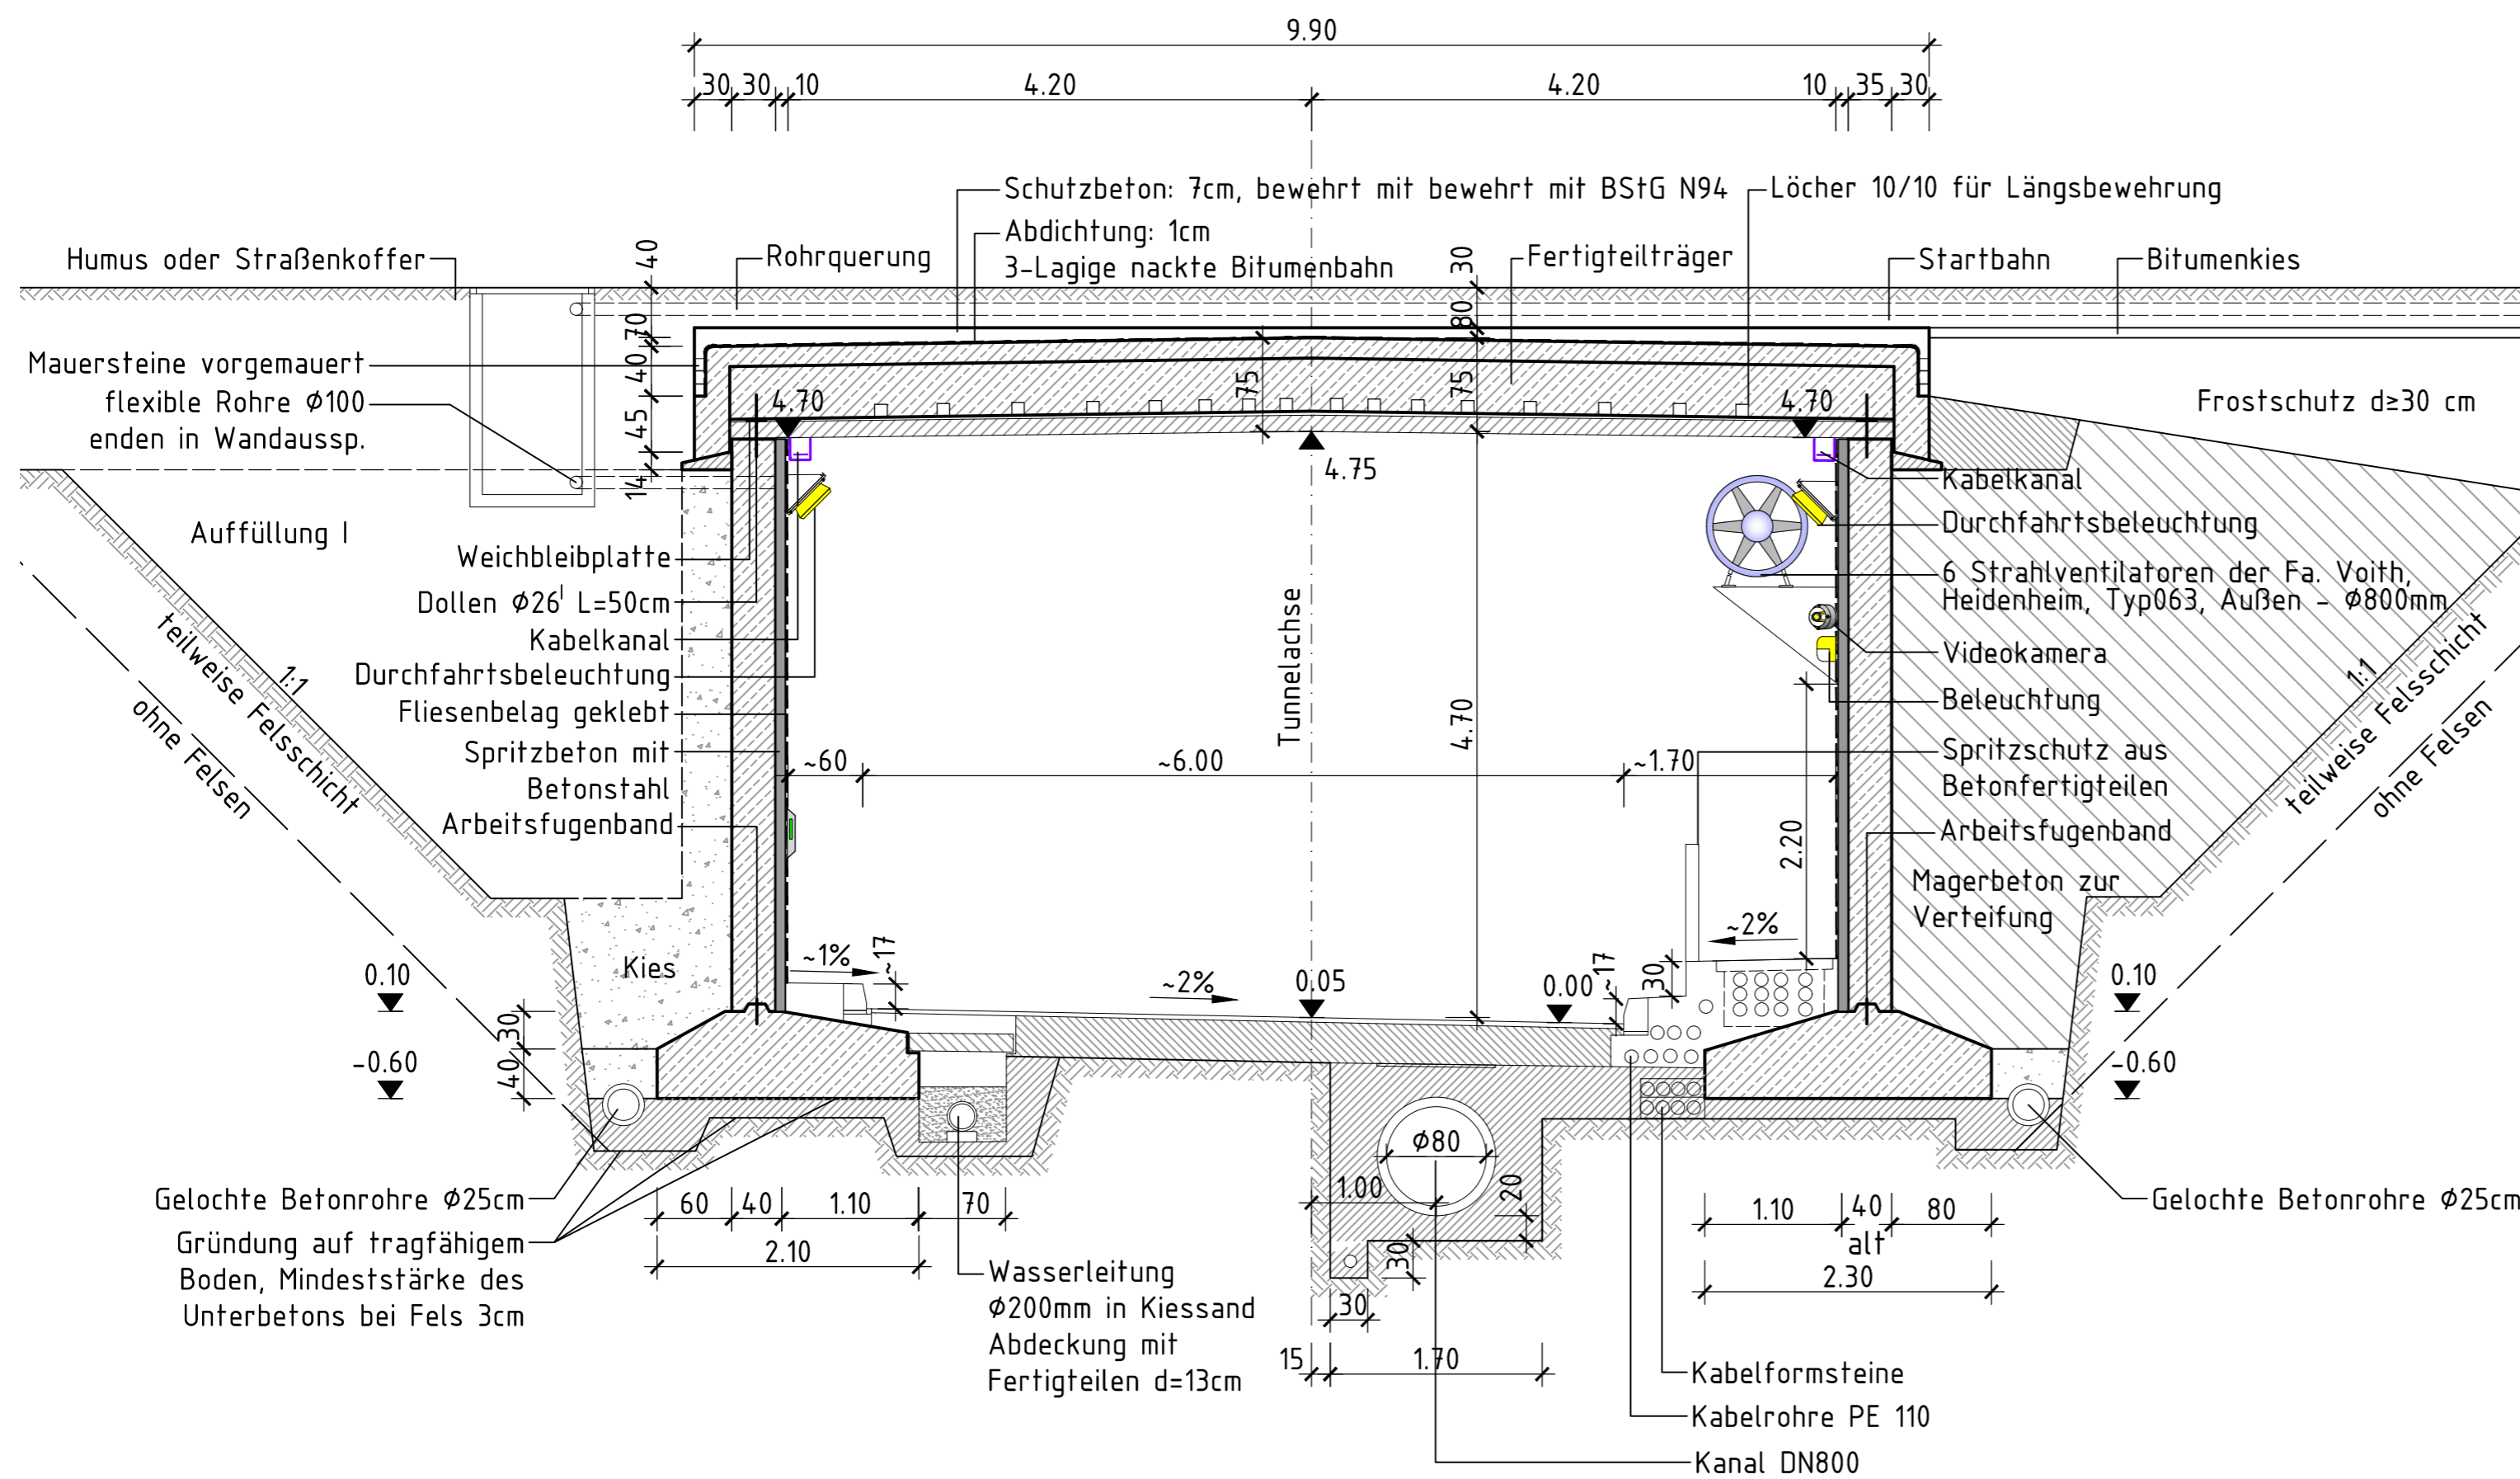 9.90
30 30 10 4.20 4.20 10 35 30
Schutzbeton: 7cm, bewehrt mit bewehrt mit BStG N94
Löcher 10/10 für Längsbewehrung
Abdichtung: 1cm
3-Lagige nackte Bitumenbahn
Humus oder Straßenkoffer
40
Rohrquerung
30
Fertigteilträger
Startbahn
Bitumenkies
70
80
Mauersteine vorgemauert
40
75
75
flexible Rohre Φ100
enden in Wandaussp.
45
4.70
4.70
Frostschutz d≥30 cm
14
4.75
Kabelkanal
Auffüllung I
Durchfahrtsbeleuchtung
Weichbleibplatte
6 Strahlventilatoren der Fa. Voith,
Heidenheim, Typ063, Außen - Φ800mm
Dollen Φ26' L=50cm
Kabelkanal
Tunnelachse
Videokamera
Durchfahrtsbeleuchtung
Beleuchtung
1:1
teilweise Felsschicht
ohne Felsen
1:1
teilweise Felsschicht
ohne Felsen
Fliesenbelag geklebt
4.70
Spritzbeton mit
Betonstahl
~60
~6.00
~1.70
Spritzschutz aus
Betonfertigteilen
Arbeitsfugenband
2.20
Arbeitsfugenband
Magerbeton zur
Verteifung
~2%
Kies
~1%
~17
~2%
0.05
0.00
~17
30
0.10
0.10
30
-0.60
-0.60
40
Φ80
Gelochte Betonrohre Φ25cm
60 40 1.10 70
1.00
20
1.10 40 80
Gelochte Betonrohre Φ25cm
alt
Gründung auf tragfähigem
Boden, Mindeststärke des
Unterbetons bei Fels 3cm
2.10
30
2.30
Wasserleitung
Φ200mm in Kiessand
Abdeckung mit
Fertigteilen d=13cm
30
15
1.70
Kabelformsteine
Kabelrohre PE 110
Kanal DN800